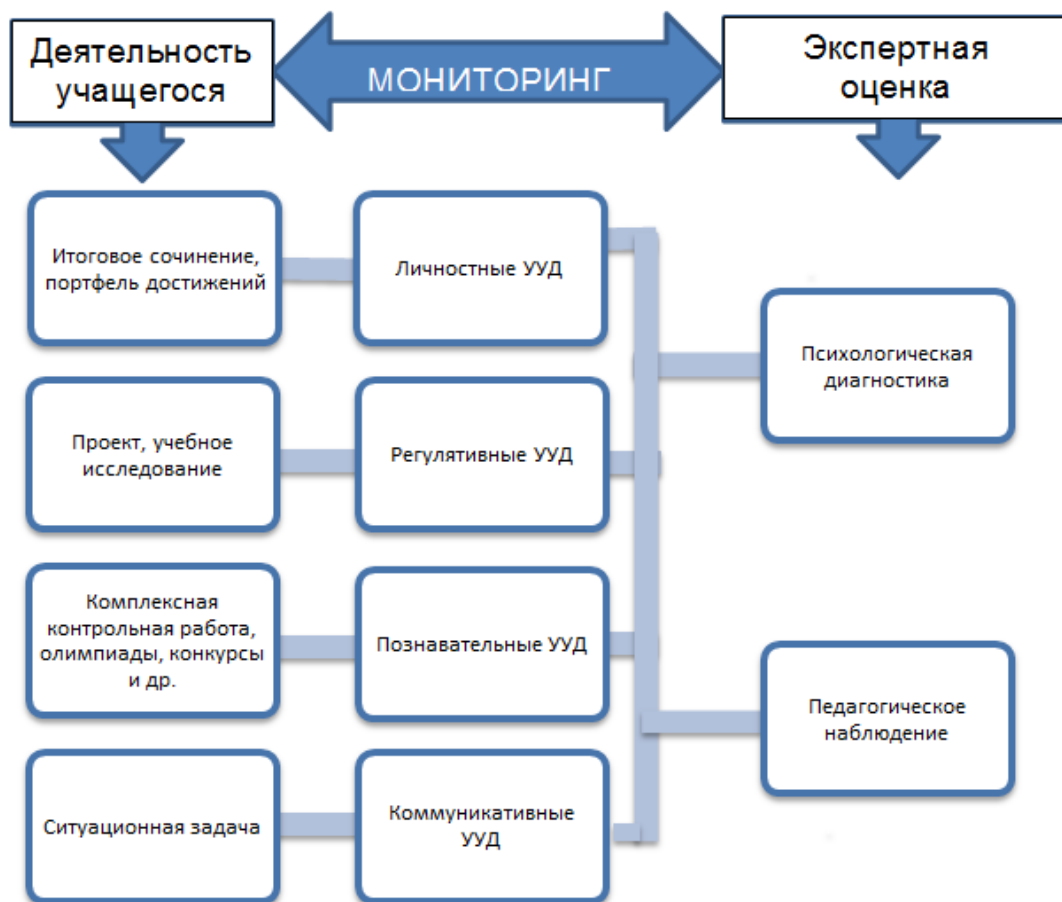 Деятельность
учащегося
МОНИТОРИНГ
Экспертная
оценка
Итоговое сочинение,
портфель достижений
Личностные УУД
Психологическая
диагностика
Проект, учебное
исследование
Регулятивные УУД
Комплексная
контрольная работа,
олимпиады, конкурсы
и др.
Познавательные УУД
Педагогическое
наблюдение
Ситуационная задача
Коммуникативные
УУД